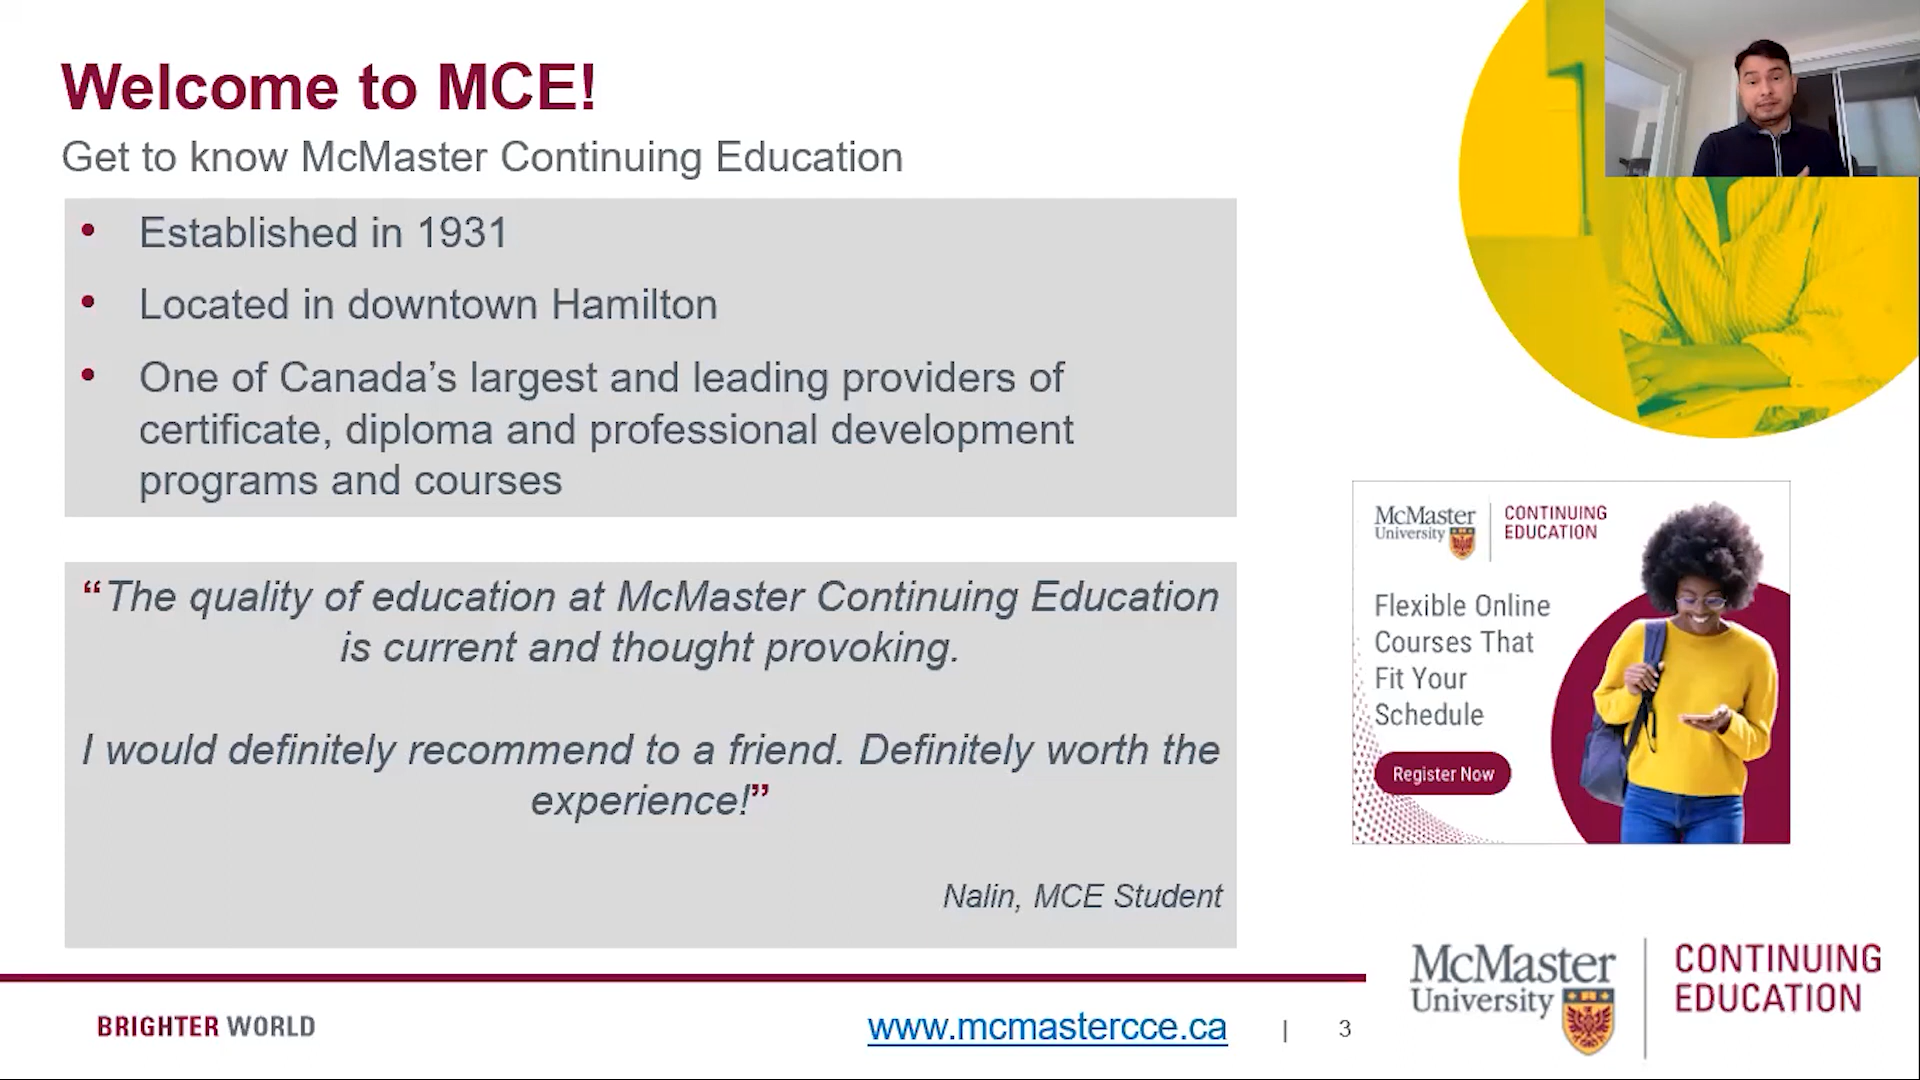 Welcome to MCE!
Get to know McMaster Continuing Education
• Established in 1931
• Located in downtown Hamilton
• One of Canada’s largest and leading providers of
certificate, diploma and professional development
programs and courses
“The quality of education at McMaster Continuing Education
is current and thought provoking.
I would definitely recommend to a friend. Definitely worth the
experience!”
Nalin, MCE Student
McMaster
University
CONTINUING
EDUCATION
Flexible Online
Courses That
Fit Your
Schedule
Register Now
BRIGHTER WORLD
www.mcmastercce.ca | 3
McMaster
University
CONTINUING
EDUCATION